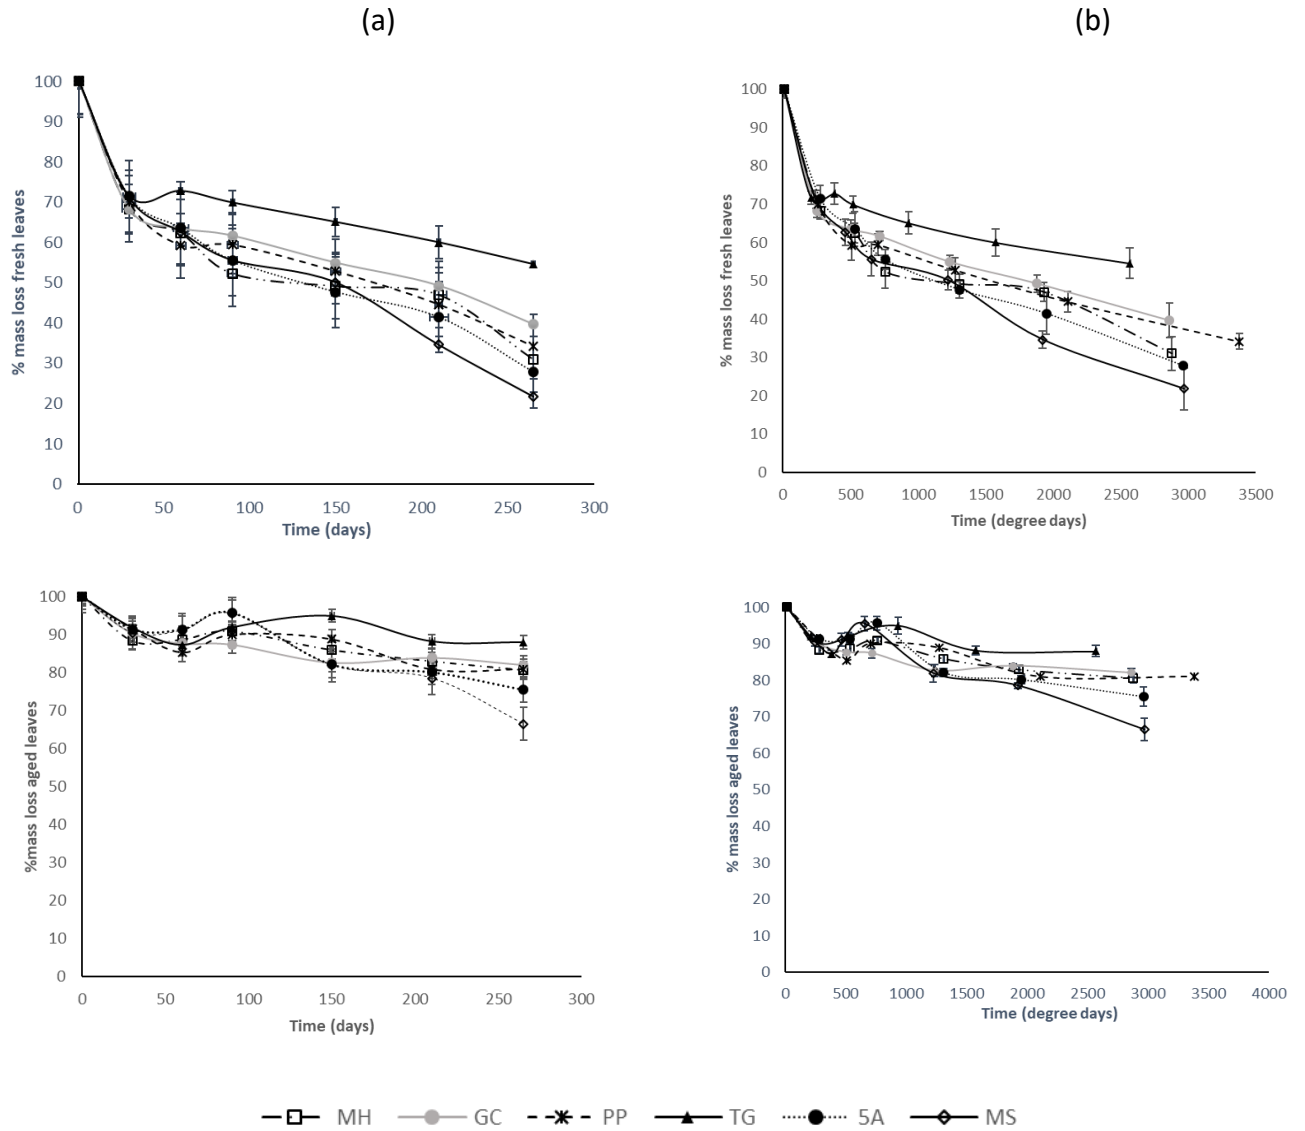 (a)
(b)
100
90
80
70
60
50
40
30
20
10
0
% mass loss fresh leaves
0 50 100 150 200 250 300
Time (days)
100
90
80
70
60
50
40
30
20
10
0
% mass loss fresh leaves
0 500 1000 1500 2000 2500 3000 3500
Time (degree days)
100
90
80
70
60
50
40
30
20
10
0
%mass loss aged leaves
0 50 100 150 200 250 300
Time (days)
100
90
80
70
60
50
40
30
20
10
0
% mass loss aged leaves
0 500 1000 1500 2000 2500 3000 3500 4000
Time (degree days)
MH GC PP TG 5A MS